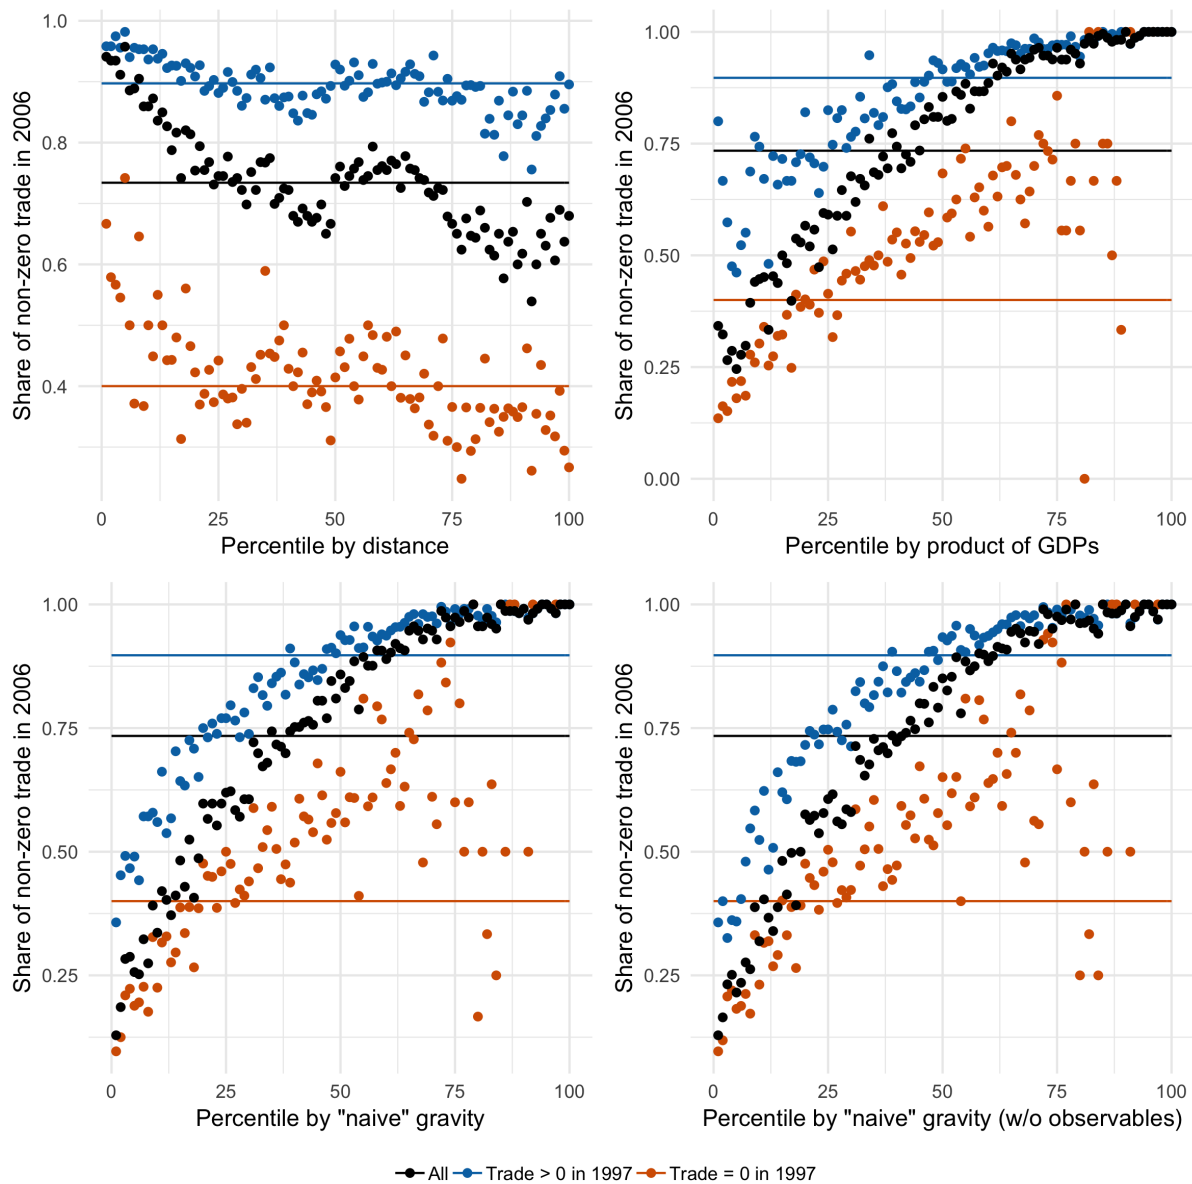 Share of non-zero trade in 2006
1.0
0.8
0.6
0.4
0 25 50 75 100
Percentile by distance
Share of non-zero trade in 2006
1.00
0.75
0.50
0.25
0.00
0 25 50 75 100
Percentile by product of GDPs
Share of non-zero trade in 2006
1.00
0.75
0.50
0.25
0 25 50 75 100
Percentile by "naive" gravity
Share of non-zero trade in 2006
1.00
0.75
0.50
0.25
0 25 50 75 100
Percentile by "naive" gravity (w/o observables)
All Trade > 0 in 1997 Trade = 0 in 1997